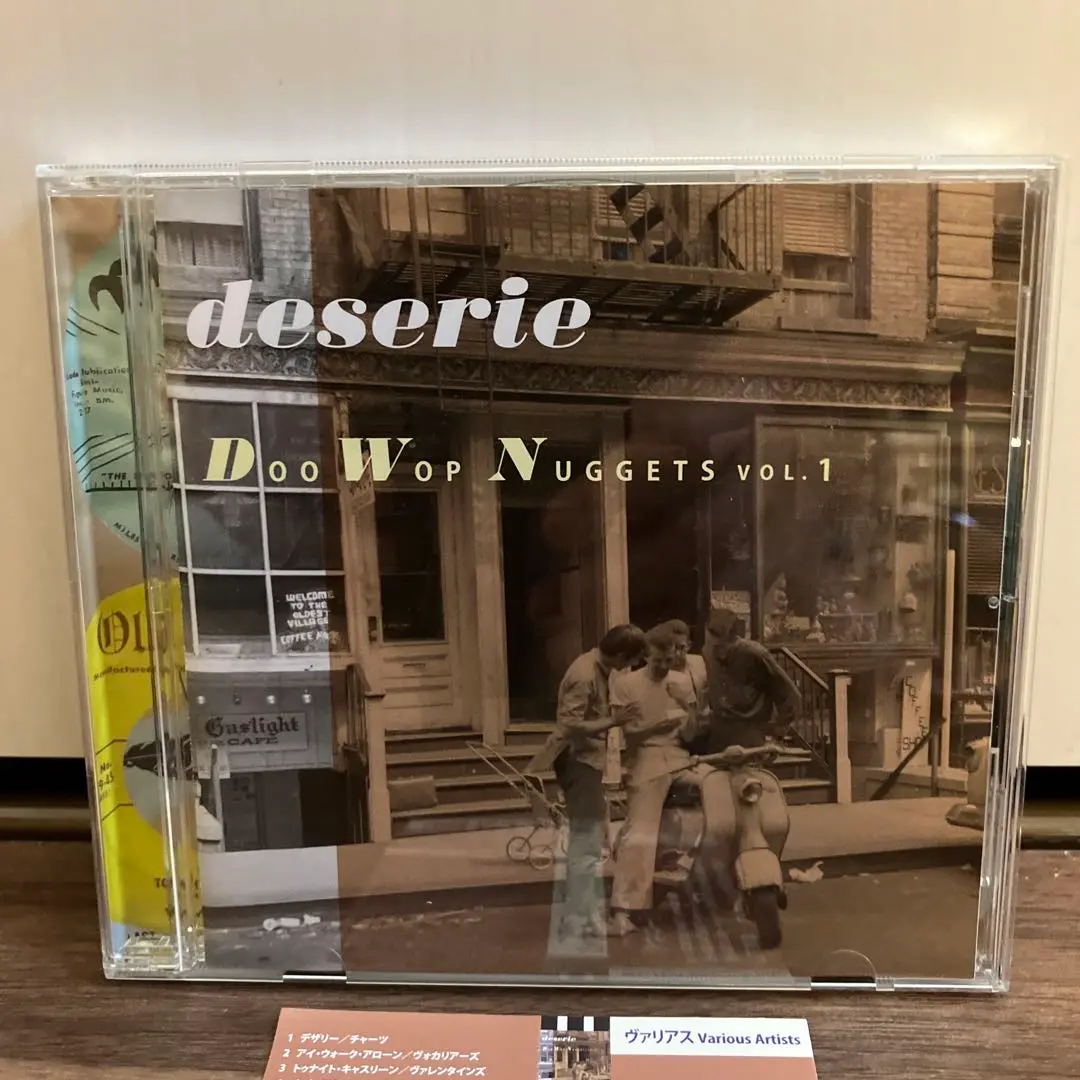 deserie
Doo Wop Nuggets vol.1
Music.
"THE
WELCOME
TO THE
OLDEST
VILLAGE
COFFEE
Gaslight
CAFE
No.
1 デザリー／チャーツ
2 アイ・ウォーク・アローン／ヴォカリアーズ
3 トゥナイト・キャスリーン／ヴァレンタインズ
deserie
ヴァリアス Various Artists